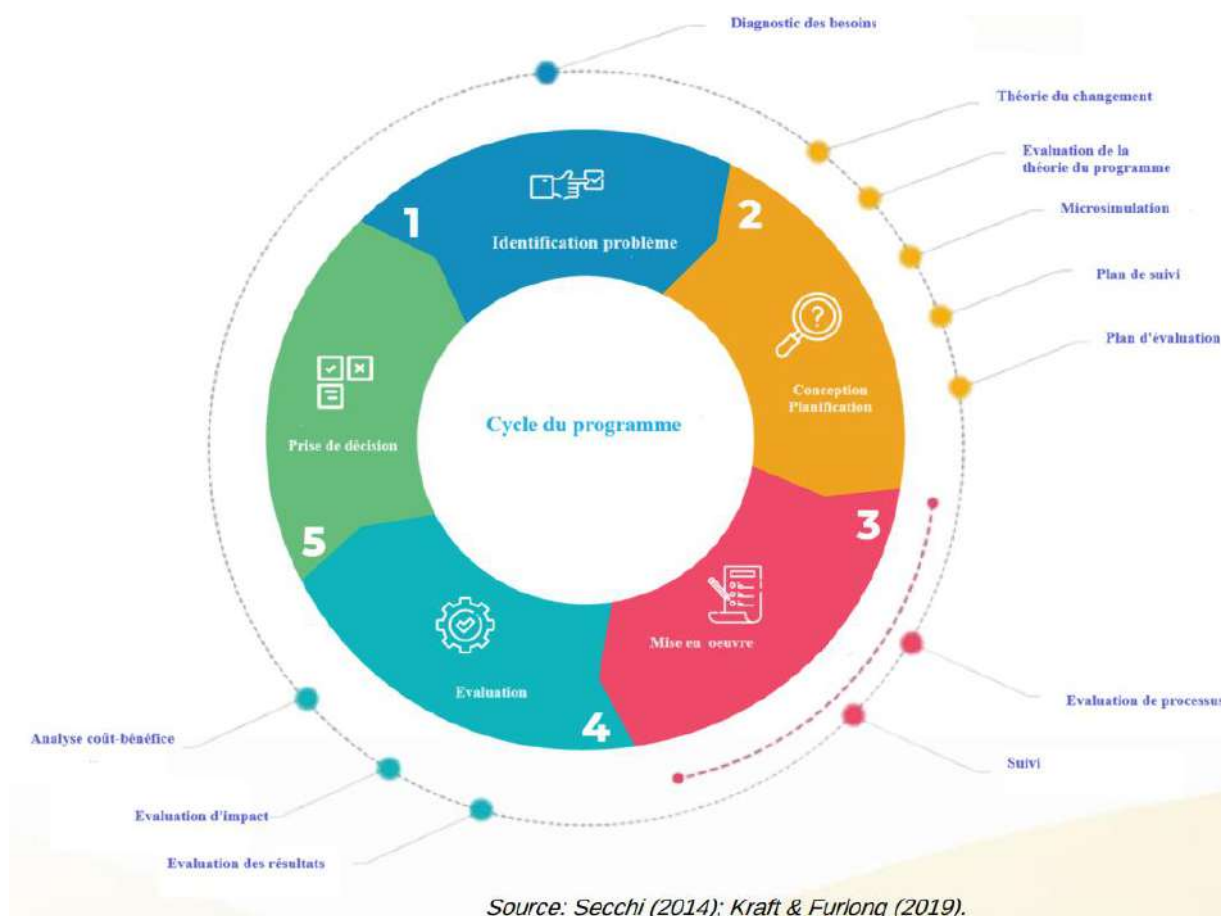 Diagnostic des besoins
Théorie du changement
Evaluation de la
théorie du programme
Microsimulation
Plan de suivi
Plan d'évaluation
1
Identification problème
2
Conception
Planification
Cycle du programme
Prise de décision
5
3
Mise en oeuvre
Evaluation
4
Evaluation de processus
Suivi
Analyse coût-bénéfice
Evaluation d'impact
Evaluation des résultats
Source: Secchi (2014); Kraft & Furlong (2019).